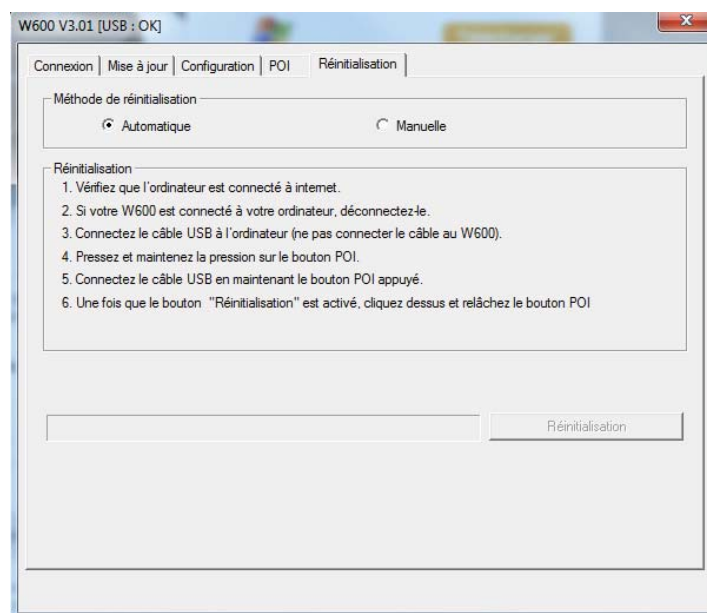 W600 V3.01 [USB : OK]
Connexion Mise à jour Configuration POI Réinitialisation
Méthode de réinitialisation
Automatique Manuelle
Réinitialisation
1. Vérifiez que l'ordinateur est connecté à internet.
2. Si votre W600 est connecté à votre ordinateur, déconnectez-le.
3. Connectez le câble USB à l'ordinateur (ne pas connecter le câble au W600).
4. Pressez et maintenez la pression sur le bouton POI.
5. Connectez le câble USB en maintenant le bouton POI appuyé.
6. Une fois que le bouton "Réinitialisation" est activé, cliquez dessus et relâchez le bouton POI
Réinitialisation